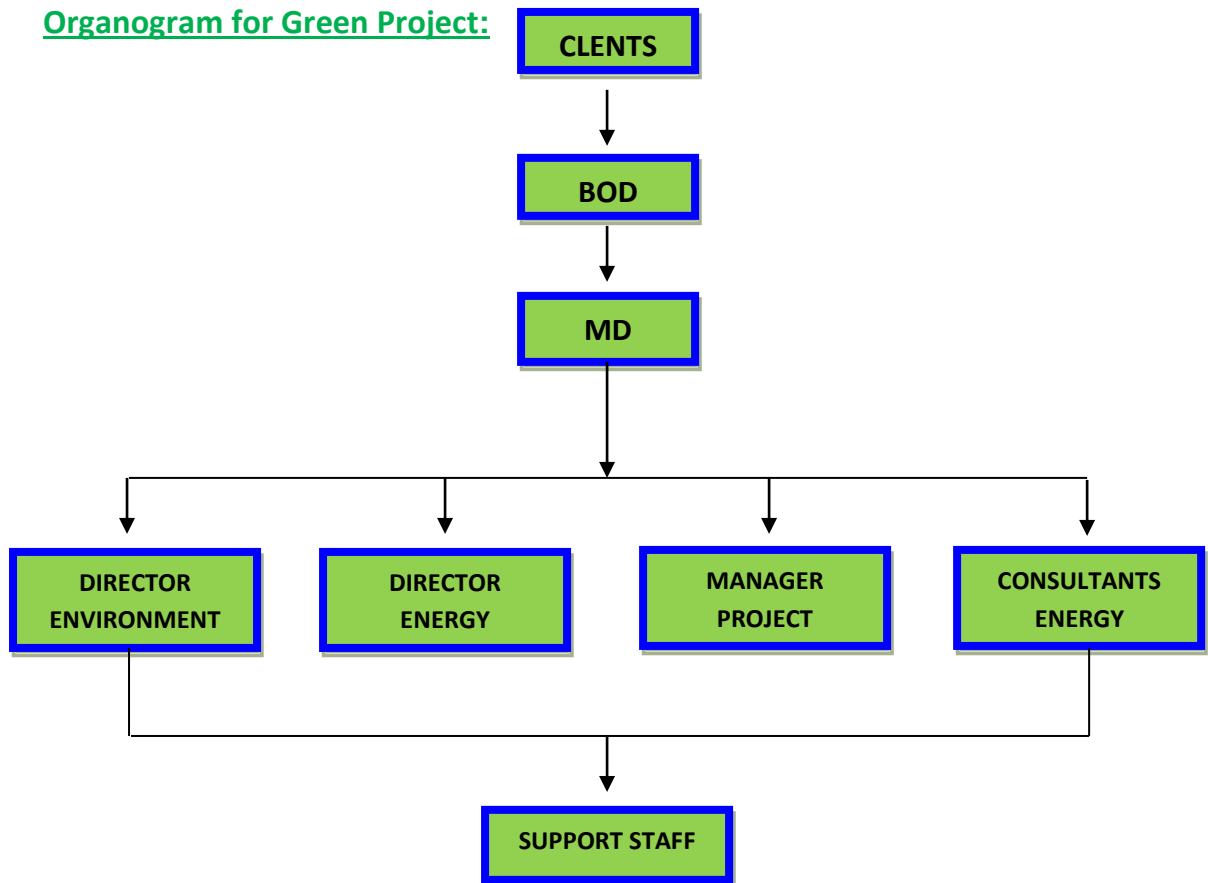 Organogram for Green Project:
CLENTS
BOD
MD
DIRECTOR
ENVIRONMENT
DIRECTOR
ENERGY
MANAGER
PROJECT
CONSULTANTS
ENERGY
SUPPORT STAFF